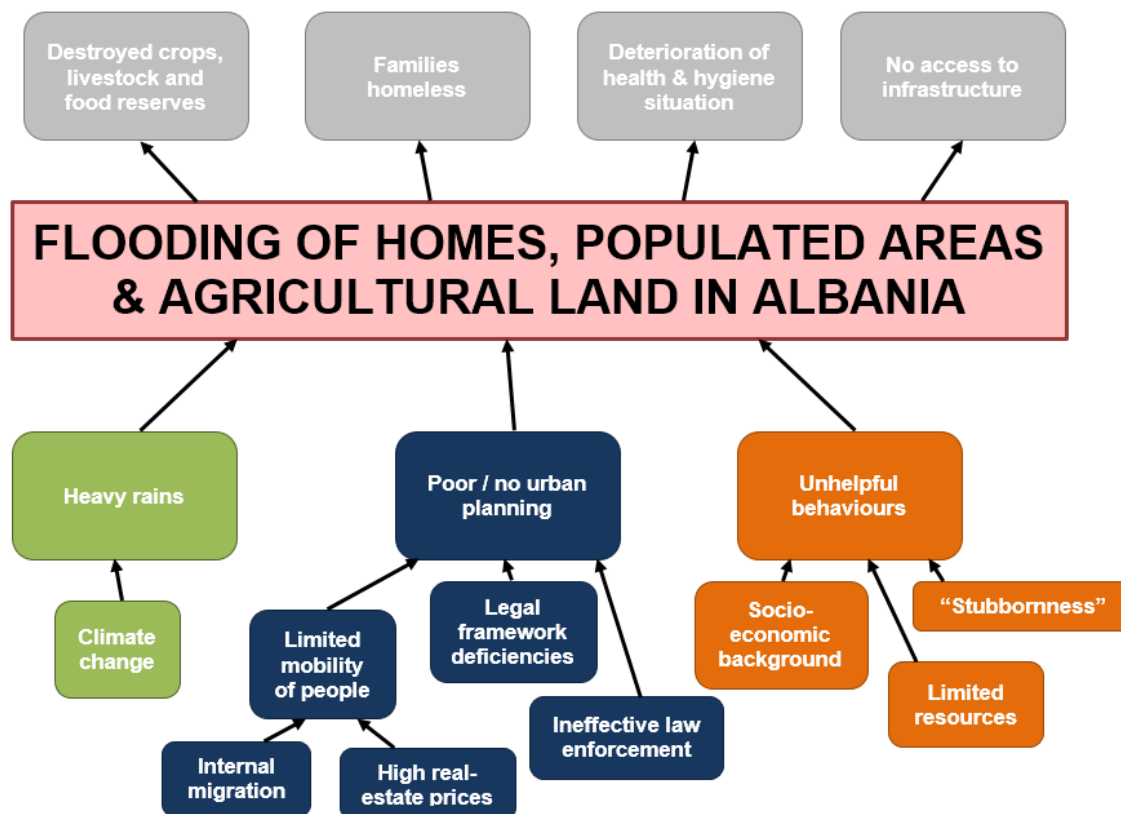 Destroyed crops,
livestock and
food reserves
Families
homeless
Deterioration of
health & hygiene
situation
No access to
infrastructure
FLOODING OF HOMES, POPULATED AREAS
& AGRICULTURAL LAND IN ALBANIA
Heavy rains
Poor / no urban
planning
Unhelpful
behaviours
Climate
change
Limited
mobility
of people
Legal
framework
deficiencies
Socio-
economic
background
“Stubbornness”
Limited
resources
Ineffective law
enforcement
Internal
migration
High real-
estate prices